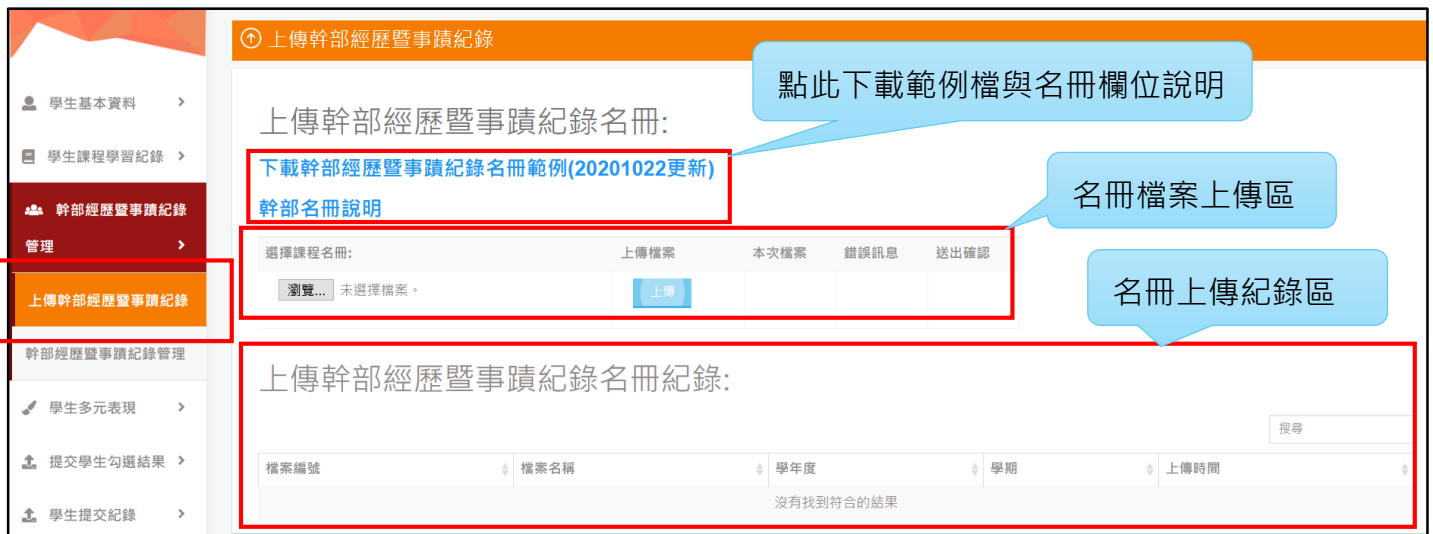 上傳幹部經歷暨事蹟紀錄
點此下載範例檔與名冊欄位說明
學生基本資料
學生課程學習紀錄
幹部經歷暨事蹟紀錄
管理
上傳幹部經歷暨事蹟紀錄
幹部經歷暨事蹟紀錄管理
學生多元表現
提交學生勾選結果
學生提交紀錄
上傳幹部經歷暨事蹟紀錄名冊:
下載幹部經歷暨事蹟紀錄名冊範例(20201022更新)
幹部名冊說明
名冊檔案上傳區
選擇課程名冊: 上傳檔案 本次檔案 錯誤訊息 送出確認
瀏覽... 未選擇檔案。 上傳
名冊上傳紀錄區
上傳幹部經歷暨事蹟紀錄名冊紀錄:
搜尋
檔案編號 檔案名稱 學年度 學期 上傳時間
沒有找到符合的結果